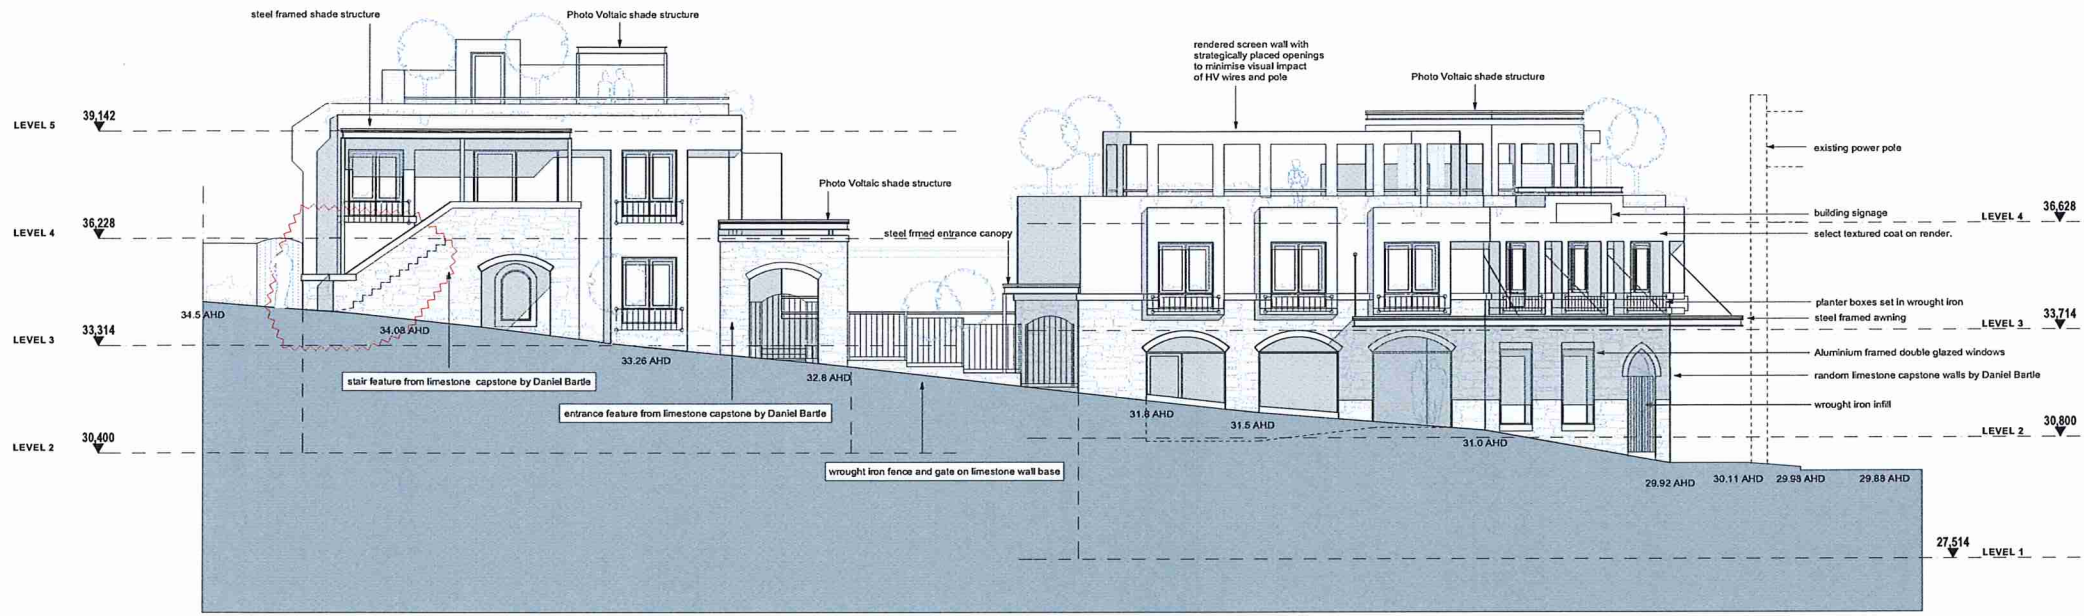 steel framed shade structure
Photo Voltaic shade structure
rendered screen wall with
strategically placed openings
to minimise visual impact
of HV wires and pole
Photo Voltaic shade structure
39,142
LEVEL 5
existing power pole
Photo Voltaic shade structure
36,228
LEVEL 4
steel frmed entrance canopy
building signage
36,628
LEVEL 4
select textured coat on render.
34.5 AHD
34.08 AHD
33,314
LEVEL 3
33.26 AHD
32.8 AHD
planter boxes set in wrought iron
steel framed awning
33,714
LEVEL 3
Aluminium framed double glazed windows
random limestone capstone walls by Daniel Bartle
wrought iron infill
stair feature from limestone capstone by Daniel Bartle
entrance feature from limestone capstone by Daniel Bartle
31.8 AHD
31.5 AHD
31.0 AHD
30,800
LEVEL 2
30,400
LEVEL 2
wrought iron fence and gate on limestone wall base
29.92 AHD
30.11 AHD
29.98 AHD
29.88 AHD
27,514
LEVEL 1